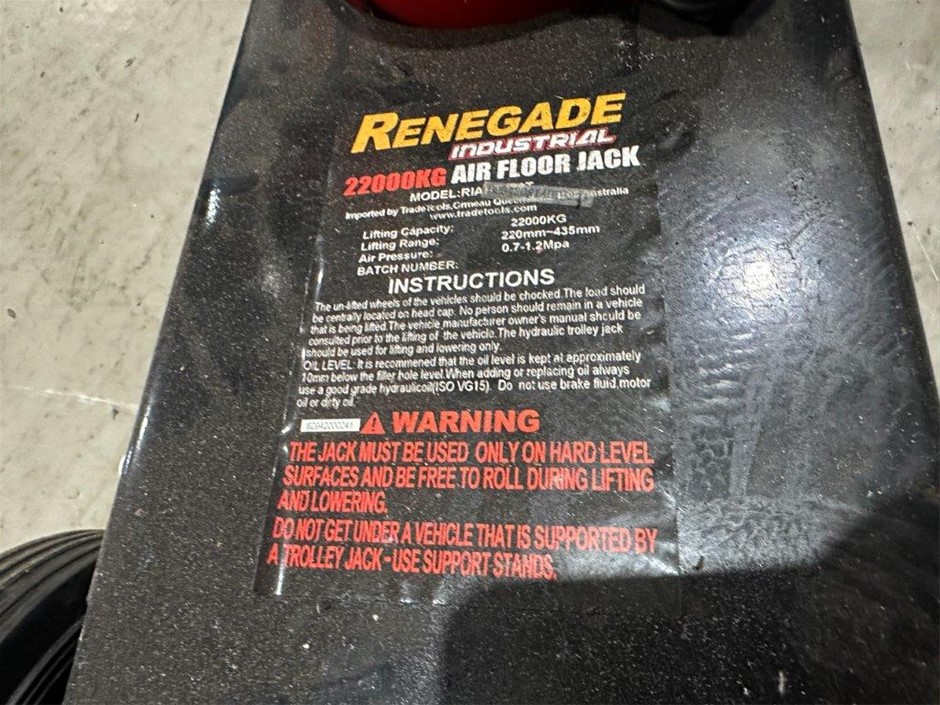 RENEGADE
INDUSTRIAL
22000KG AIR FLOOR JACK
MODEL:RIA
Imported by TradeTools,Ormeau Australia
www.tradetools.com
Lifting Capacity: 22000KG
Lifting Range: 220mm~435mm
Air Pressure: 0.7-1.2Mpa
BATCH NUMBER:
INSTRUCTIONS
The un-lifted wheels of the vehicles should be chocked.The load should
be centrally located on head cap. No person should remain in a vehicle
that is being lifted.The vehicle manufacturer owner's manual should be
consulted prior to the lifting of the vehicle.The hydraulic trolley jack
should be used for lifting and lowering only.
OIL LEVEL: It is recommened that the oil level is kept at approximately
10mm below the filler hole level.When adding or replacing oil always
use a good grade hydraulicoil(ISO VG15). Do not use brake fluid,motor
oil or dirty oil.
62942000241
WARNING
THE JACK MUST BE USED ONLY ON HARD LEVEL
SURFACES AND BE FREE TO ROLL DURING LIFTING
AND LOWERING.
DO NOT GET UNDER A VEHICLE THAT IS SUPPORTED BY
A TROLLEY JACK-USE SUPPORT STANDS.